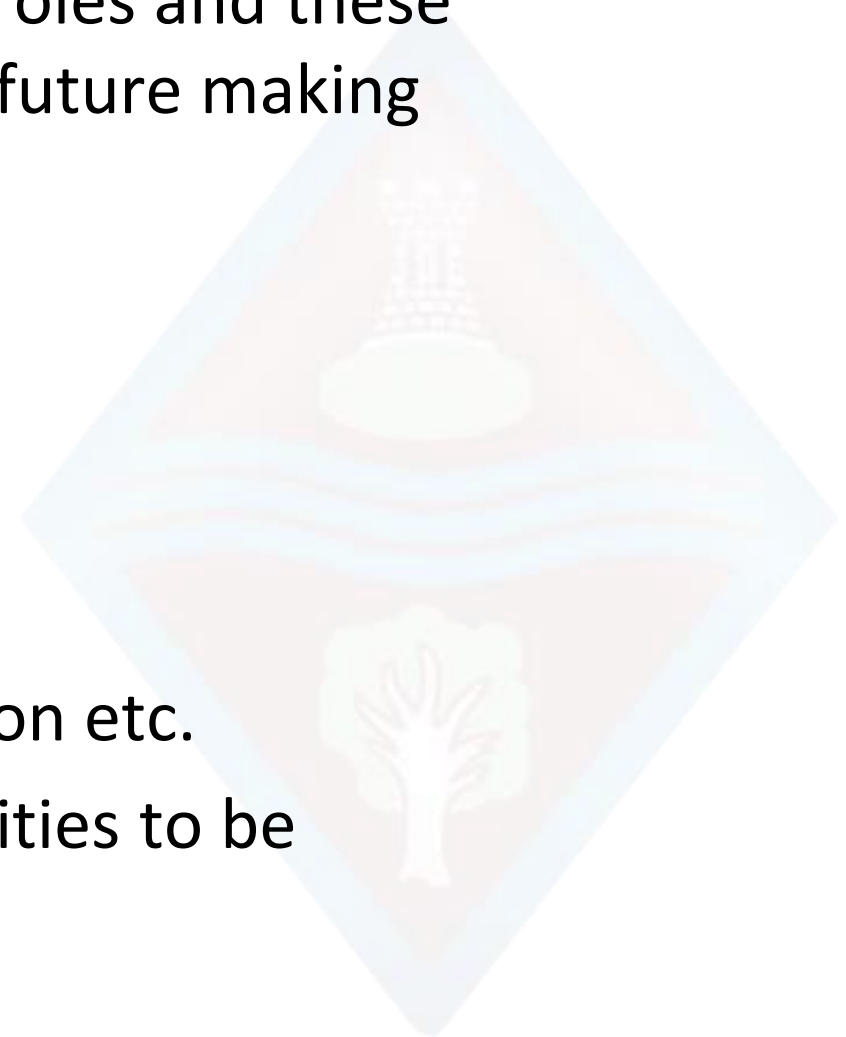 oles and these
future making
on etc.
ities to be